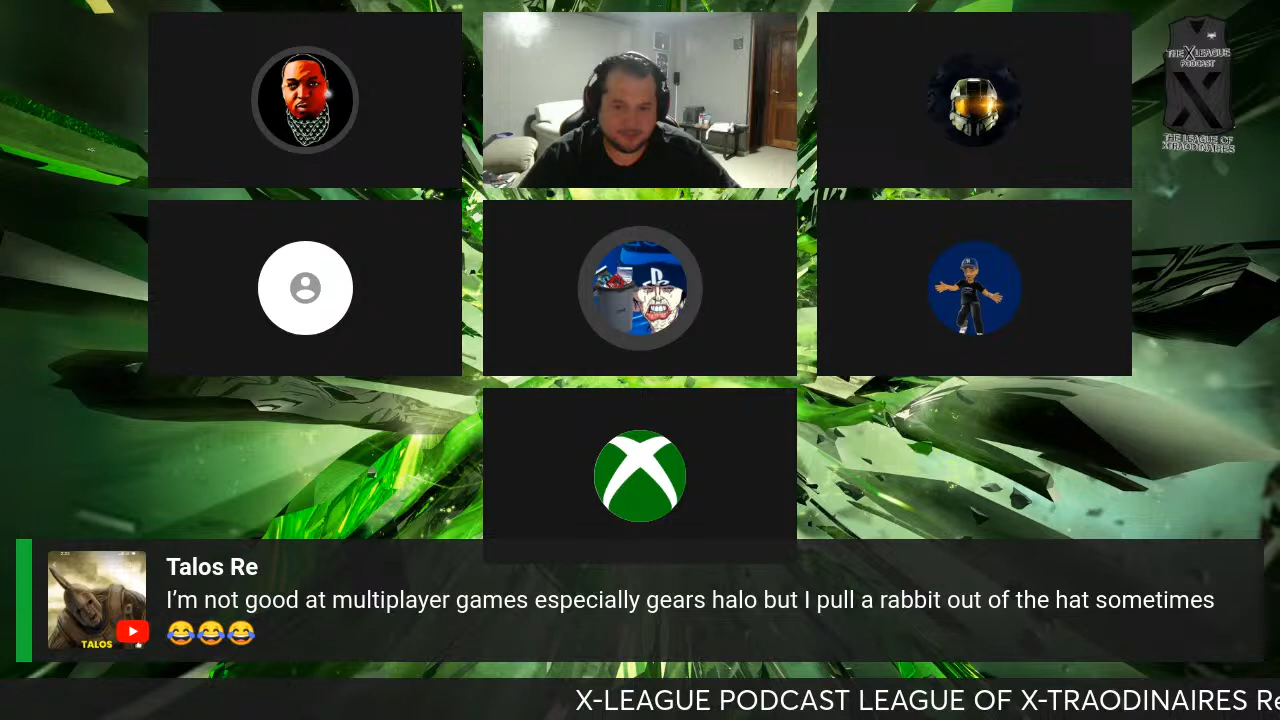 THE X LEAGUE
PODCAST
THE LEAGUE OF
X-TRAODINAIRES
Talos Re
I’m not good at multiplayer games especially gears halo but I pull a rabbit out of the hat sometimes
😂😂😂
TALOS
X-LEAGUE PODCAST LEAGUE OF X-TRAODINAIRES Re